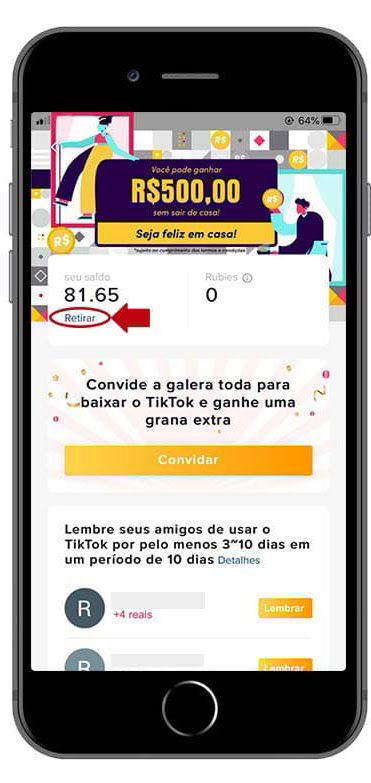 64%
Você pode ganhar
R$500,00
sem sair de casa!
R$
R$
R$
Seja feliz em casa!
*sujeito ao cumprimento dos termos e condições
seu saldo
Rubies
81.65
0
Retirar
Convide a galera toda para
baixar o TikTok e ganhe uma
grana extra
Convidar
Lembre seus amigos de usar o
TikTok por pelo menos 3~10 dias em
um período de 10 dias Detalhes
R
+4 reais
Lembrar
R
Lembrar